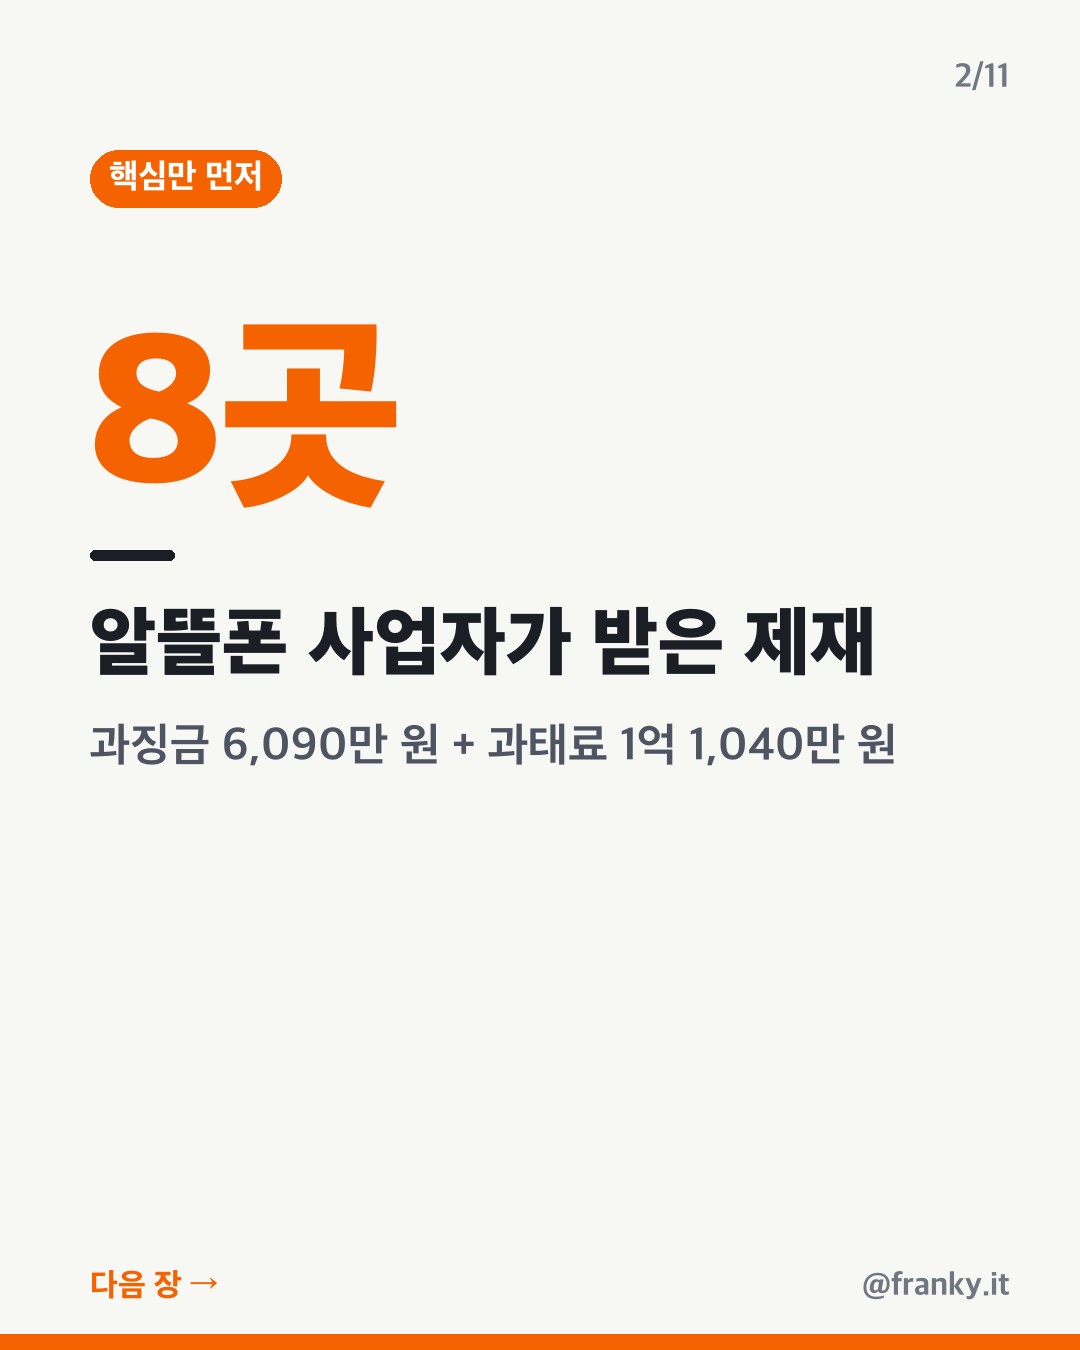 2/11
핵심만 먼저
8곳
알뜰폰 사업자가 받은 제재
과징금 6,090만 원 + 과태료 1억 1,040만 원
다음 장 →
@franky.it